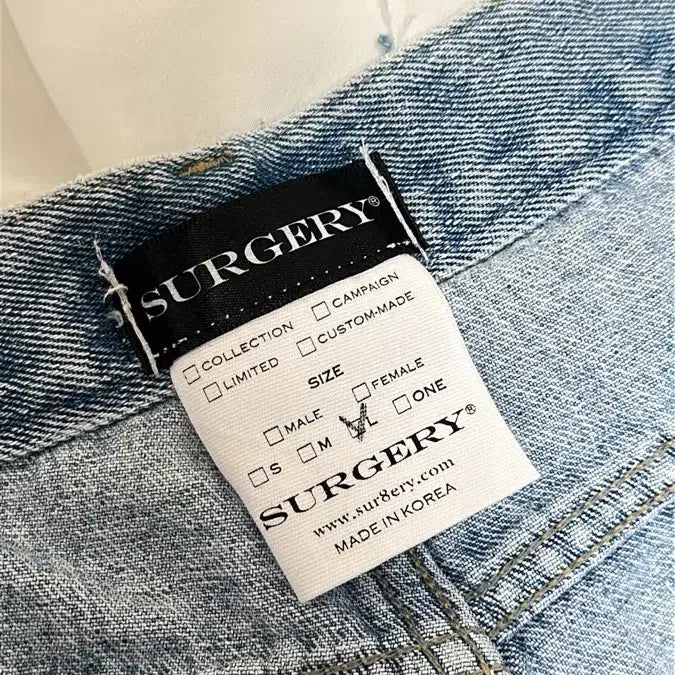 SURGERY®
☐ COLLECTION ☐ CAMPAIGN
☐ LIMITED ☐ CUSTOM-MADE
SIZE
☐ MALE ☐ FEMALE
☐ S ☐ M ☑ L ☐ ONE
SURGERY®
www.sur8ery.com
MADE IN KOREA